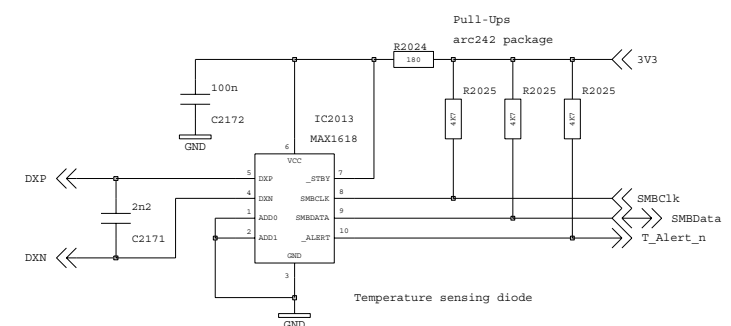 Pull-Ups
arc242 package
R2024
180
3V3
100n
R2025
R2025
R2025
4K7
4K7
4K7
C2172
GND
IC2013
MAX1618
6
VCC
DXP
5
DXP
_STBY
7
4
DXN
SMBCLK
8
SMBClk
2n2
1
ADD0
SMBDATA
9
SMBData
C2171
2
ADD1
_ALERT
10
T_Alert_n
DXN
GND
3
Temperature sensing diode
GND